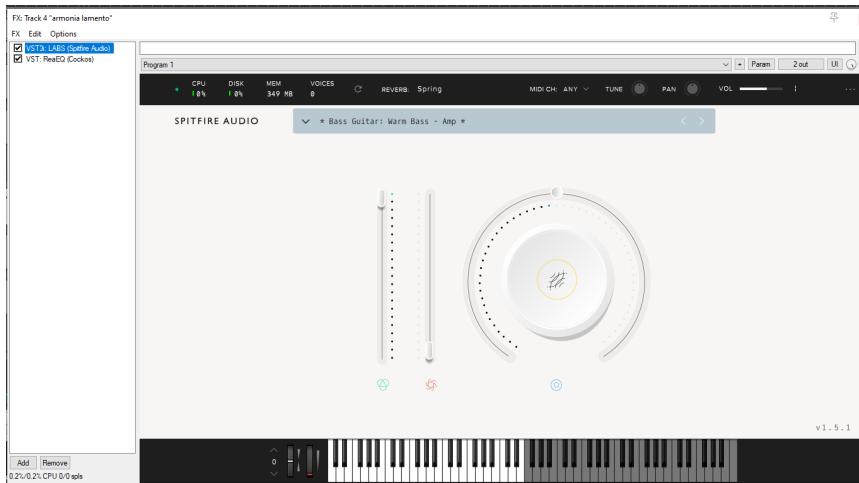 FX: Track 4 "armonia lamento"
FX Edit Options
VST3i: LABS (Spitfire Audio)
VST: ReaEQ (Cockos)
Program 1
+ Param 2 out UI
CPU DISK MEM VOICES
10% 0% 349 MB 0
REVERB: Spring
MIDI CH: ANY TUNE PAN VOL
...
SPITFIRE AUDIO
* Bass Guitar: Warm Bass - Amp *
v1.5.1
0
Add Remove
0.2%/0.2% CPU 0/0 spls